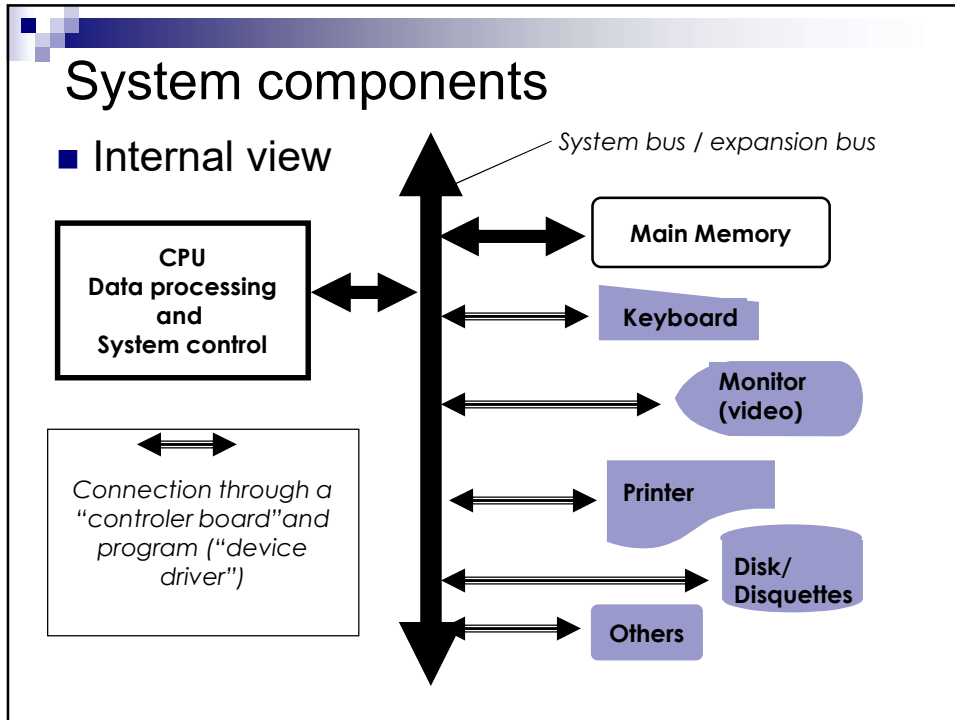 System components
Internal view
System bus / expansion bus
CPU
Data processing
and
System control
Main Memory
Keyboard
Monitor
(video)
Connection through a
“controler board”and
program (“device
driver”)
Printer
Disk/
Disquettes
Others